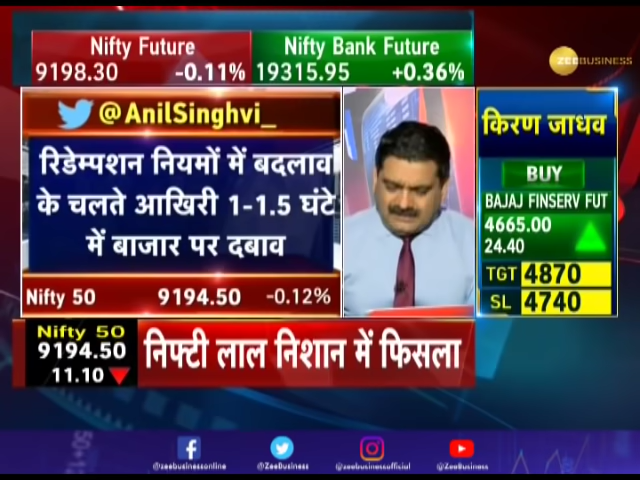 Nifty Future
9198.30 -0.11%
Nifty Bank Future
19315.95 +0.36%
ZEEBUSINESS
@AnilSinghvi_
रिडेम्पशन नियमों में बदलाव
के चलते आखिरी 1-1.5 घंटे
में बाजार पर दबाव
Nifty 50 9194.50 -0.12%
किरण जाधव
BUY
BAJAJ FINSERV FUT
4665.00
24.40
TGT 4870
SL 4740
Nifty 50
9194.50
11.10
निफ्टी लाल निशान में फिसला
@zeebusinessonline
@ZeeBusiness
@zeebusinessofficial
@ZeeBusiness